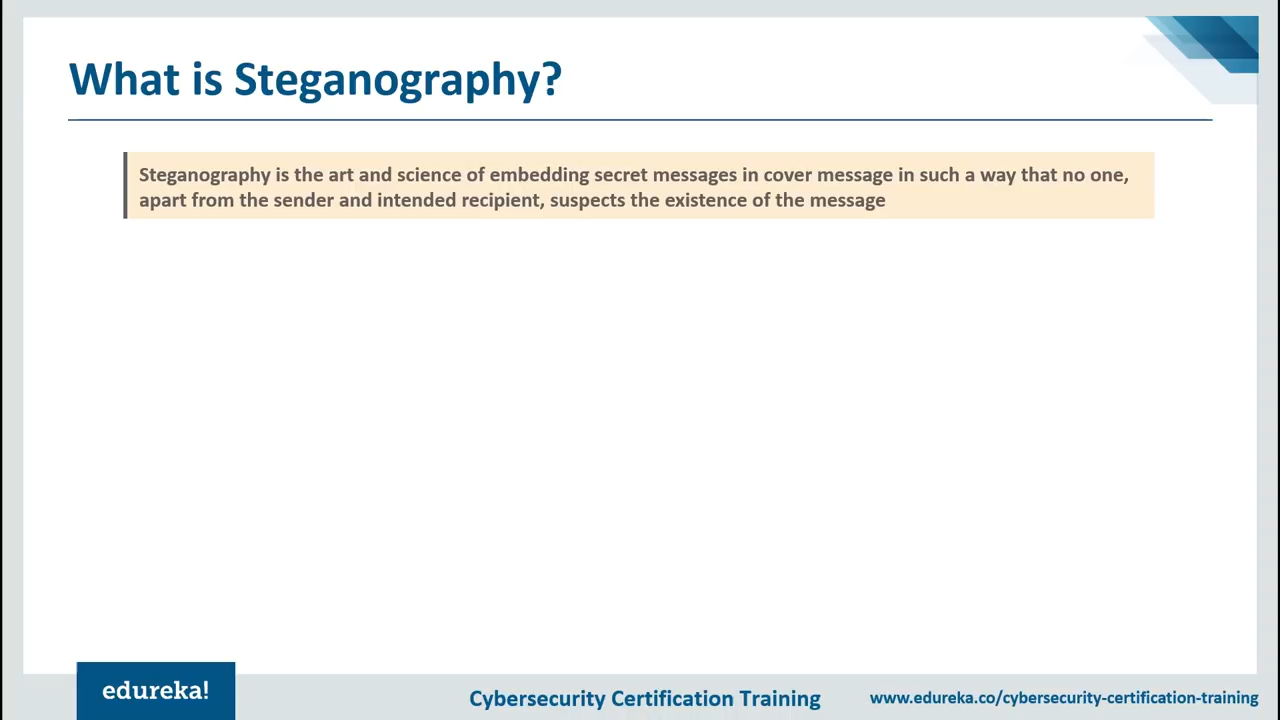 What is Steganography?
Steganography is the art and science of embedding secret messages in cover message in such a way that no one,
apart from the sender and intended recipient, suspects the existence of the message
edureka!
Cybersecurity Certification Training
www.edureka.co/cybersecurity-certification-training